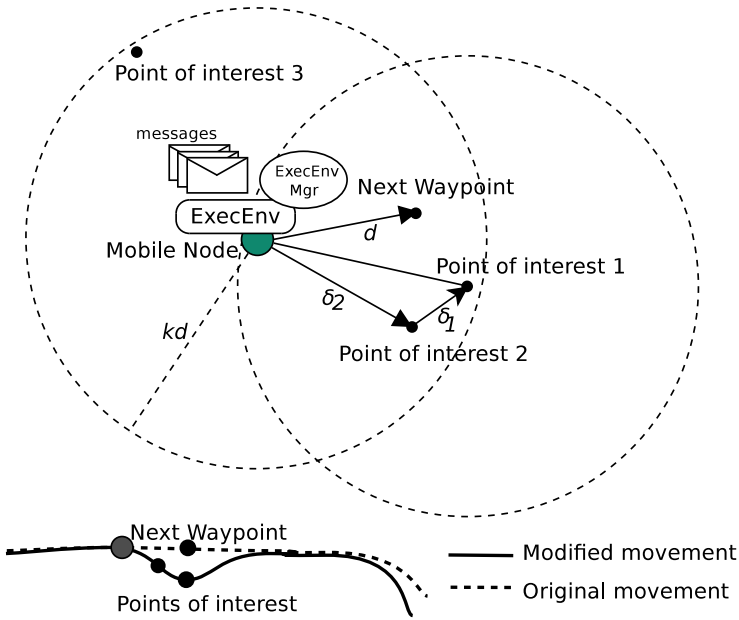 Point of interest 3
messages
ExecEnv
Mgr
Next Waypoint
ExecEnv
d
Mobile Node
Point of interest 1
δ2
δ1
kd
Point of interest 2
Next Waypoint
Modified movement
Original movement
Points of interest